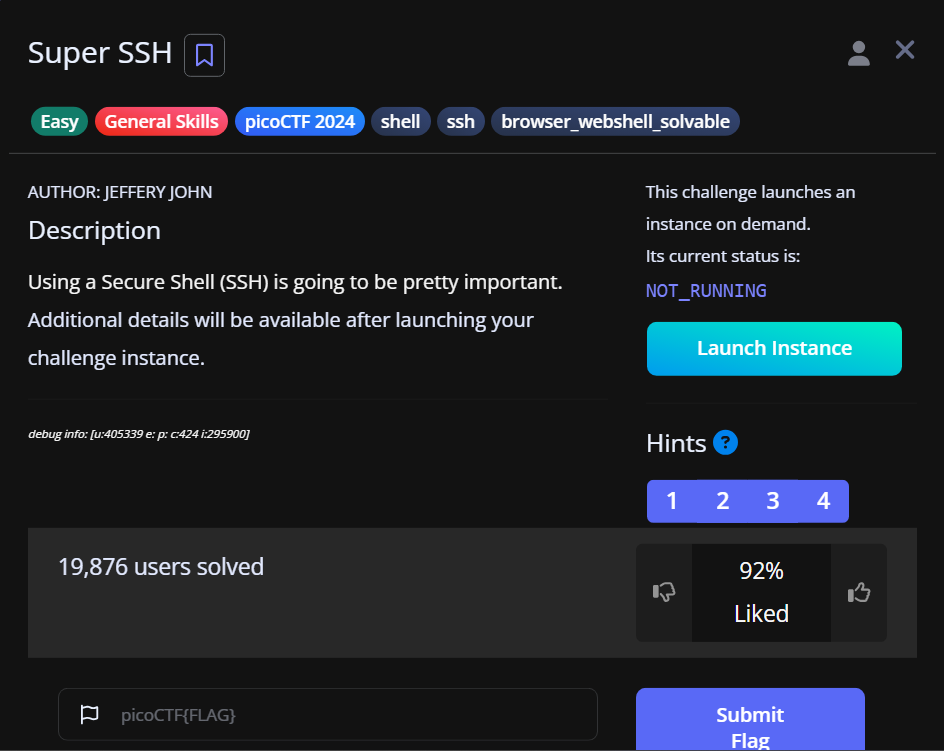 Super SSH
Easy General Skills picoCTF 2024 shell ssh browser_webshell_solvable
AUTHOR: JEFFERY JOHN
Description
Using a Secure Shell (SSH) is going to be pretty important.
Additional details will be available after launching your
challenge instance.
debug info: [u:405339 e: p: c:424 i:295900]
This challenge launches an
instance on demand.
Its current status is:
NOT_RUNNING
Launch Instance
Hints ?
1 2 3 4
19,876 users solved
92%
Liked
picoCTF{FLAG}
Submit
Flag